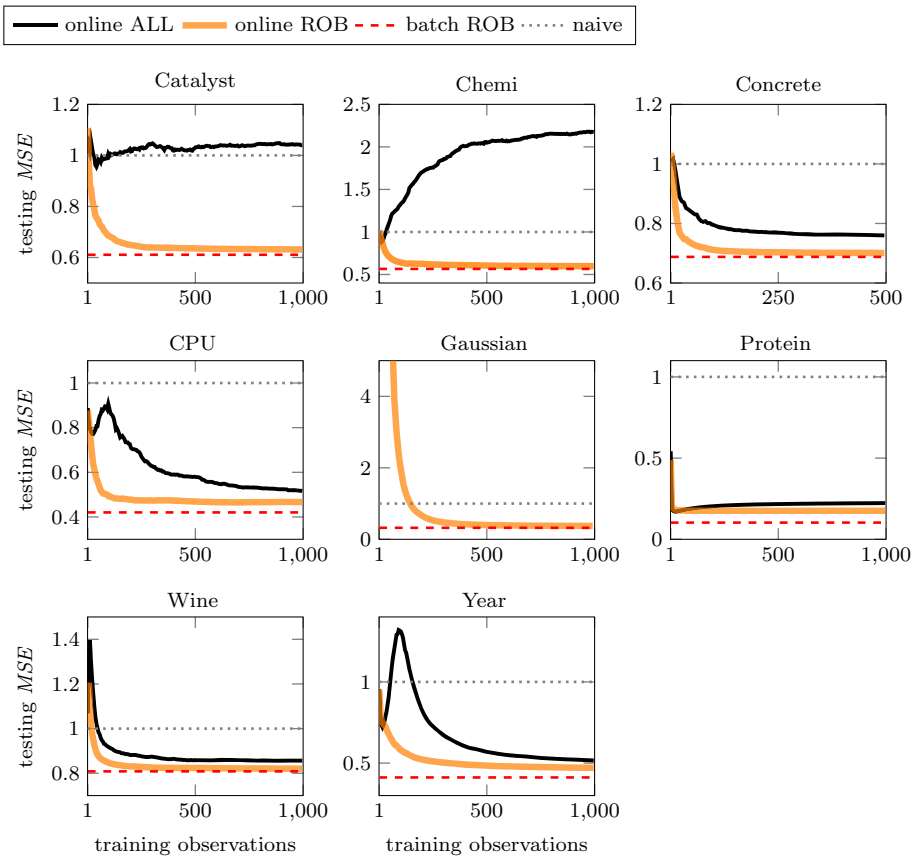 online ALL online ROB batch ROB naive
Catalyst Chemi Concrete
testing MSE
1.2 1 0.8 0.6
2.5 2 1.5 1 0.5
1.2 1 0.8 0.6
1 500 1,000
1 500 1,000
1 250 500
CPU Gaussian Protein
testing MSE
1 0.8 0.6 0.4
4 2 1 0
1 0.5 0
1 500 1,000
1 500 1,000
1 500 1,000
Wine Year
testing MSE
1.4 1.2 1 0.8
1 0.5
1 500 1,000
1 500 1,000
training observations training observations